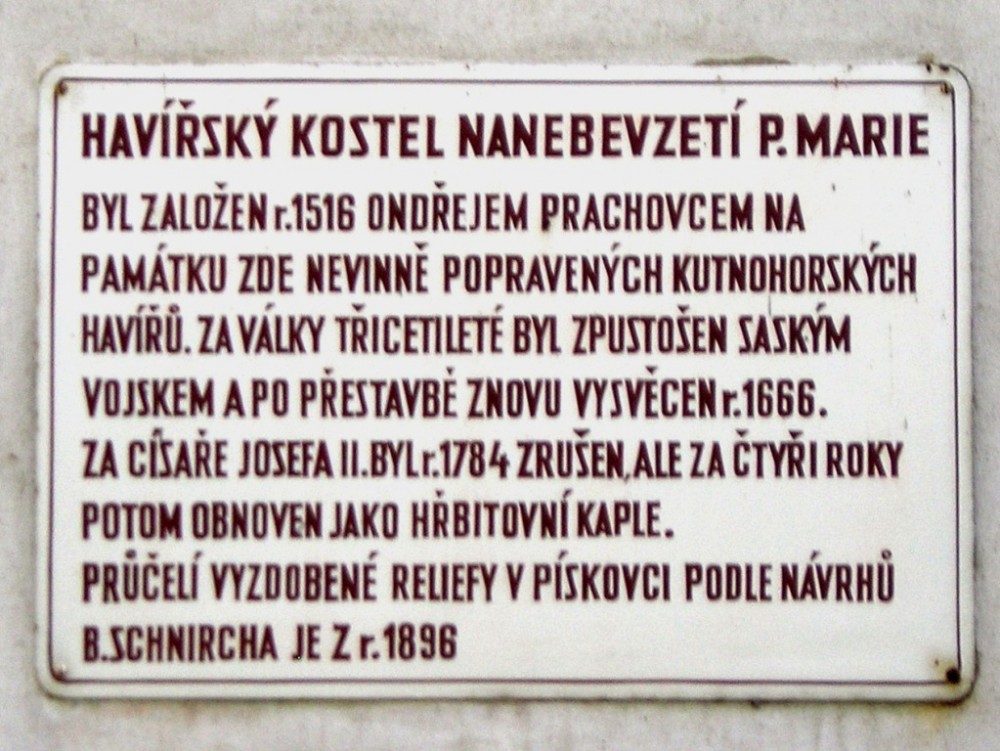 HAVÍŘSKÝ KOSTEL NANEBEVZETÍ P. MARIE
BYL ZALOŽEN r.1516 ONDŘEJEM PRACHOVCEM NA
PAMÁTKU ZDE NEVINNĚ POPRAVENÝCH KUTNOHORSKÝCH
HAVÍŘŮ. ZA VÁLKY TŘICETILETÉ BYL ZPUSTOŠEN SASKÝM
VOJSKEM A PO PŘESTAVBĚ ZNOVU VYSVĚCEN r.1666.
ZA CÍSAŘE JOSEFA II. BYL r.1784 ZRUŠEN, ALE ZA ČTYŘI ROKY
POTOM OBNOVEN JAKO HŘBITOVNÍ KAPLE.
PRŮČELÍ VYZDOBENÉ RELIEFY V PÍSKOVCI PODLE NÁVRHŮ
B. SCHNIRCHA JE Z r.1896